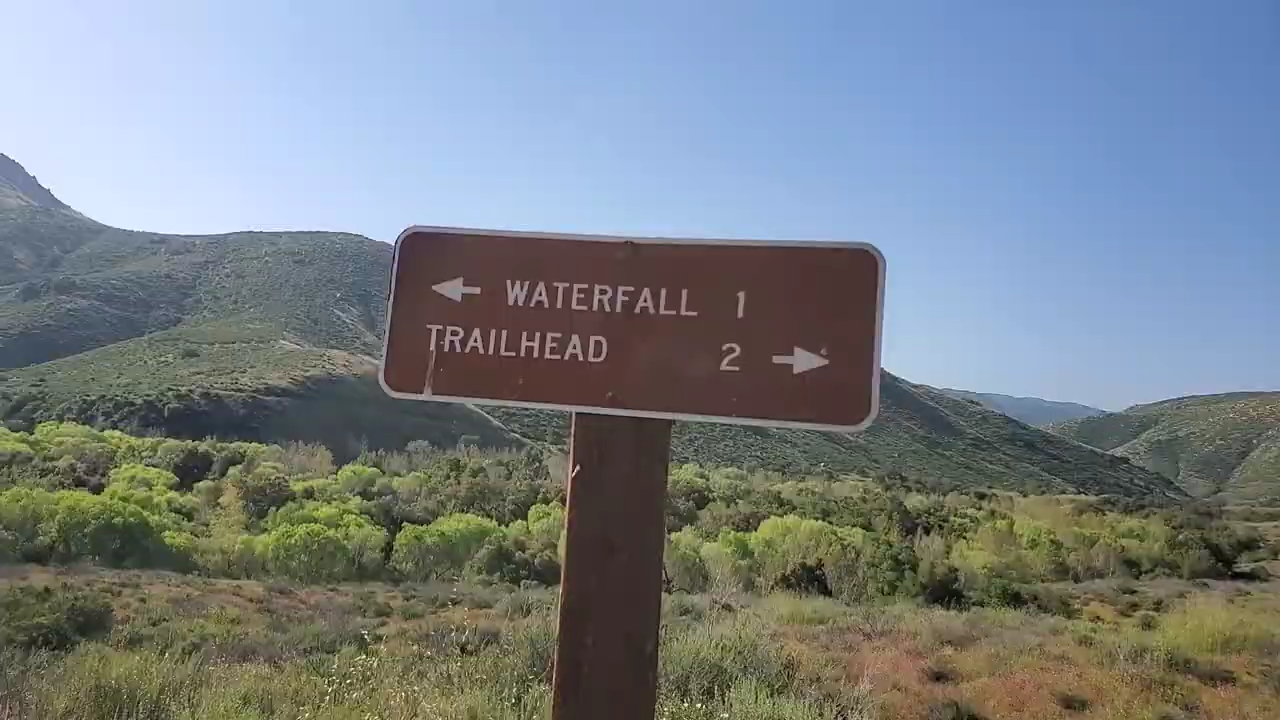 ← WATERFALL 1
TRAILHEAD 2 →